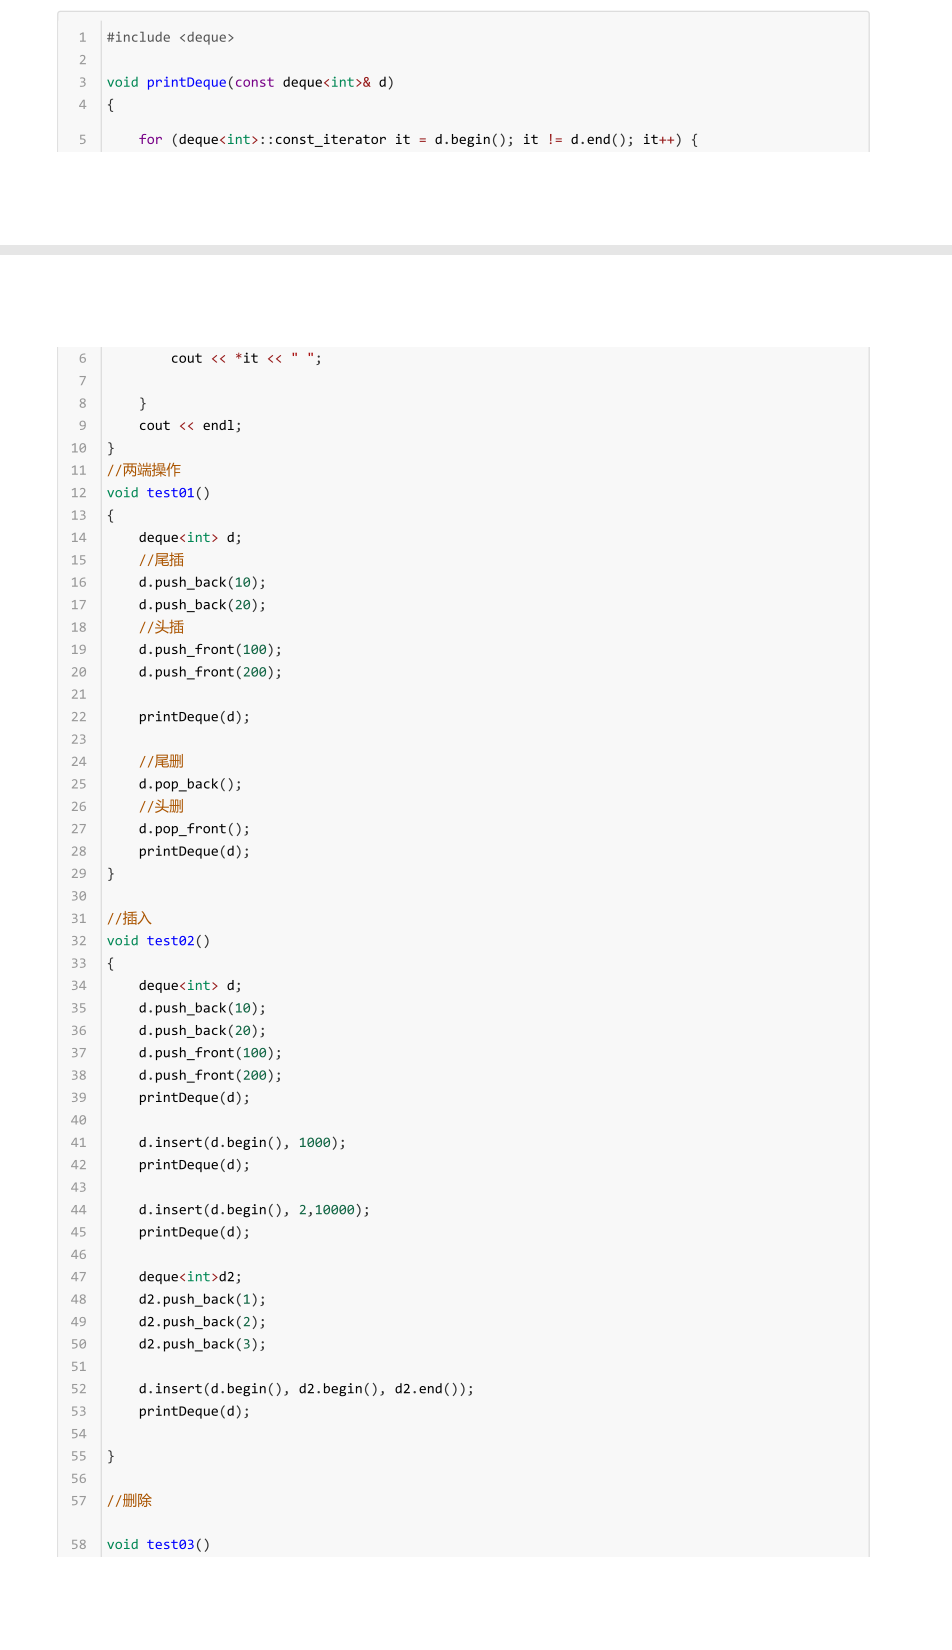 1 #include <deque>
2
3 void printDeque(const deque<int>& d)
4 {
5     for (deque<int>::const_iterator it = d.begin(); it != d.end(); it++) {
6         cout << *it << " ";
7
8     }
9     cout << endl;
10 }
11 //两端操作
12 void test01()
13 {
14     deque<int> d;
15     //尾插
16     d.push_back(10);
17     d.push_back(20);
18     //头插
19     d.push_front(100);
20     d.push_front(200);
21
22     printDeque(d);
23
24     //尾删
25     d.pop_back();
26     //头删
27     d.pop_front();
28     printDeque(d);
29 }
30
31 //插入
32 void test02()
33 {
34     deque<int> d;
35     d.push_back(10);
36     d.push_back(20);
37     d.push_front(100);
38     d.push_front(200);
39     printDeque(d);
40
41     d.insert(d.begin(), 1000);
42     printDeque(d);
43
44     d.insert(d.begin(), 2,10000);
45     printDeque(d);
46
47     deque<int>d2;
48     d2.push_back(1);
49     d2.push_back(2);
50     d2.push_back(3);
51
52     d.insert(d.begin(), d2.begin(), d2.end());
53     printDeque(d);
54
55 }
56
57 //删除
58 void test03()